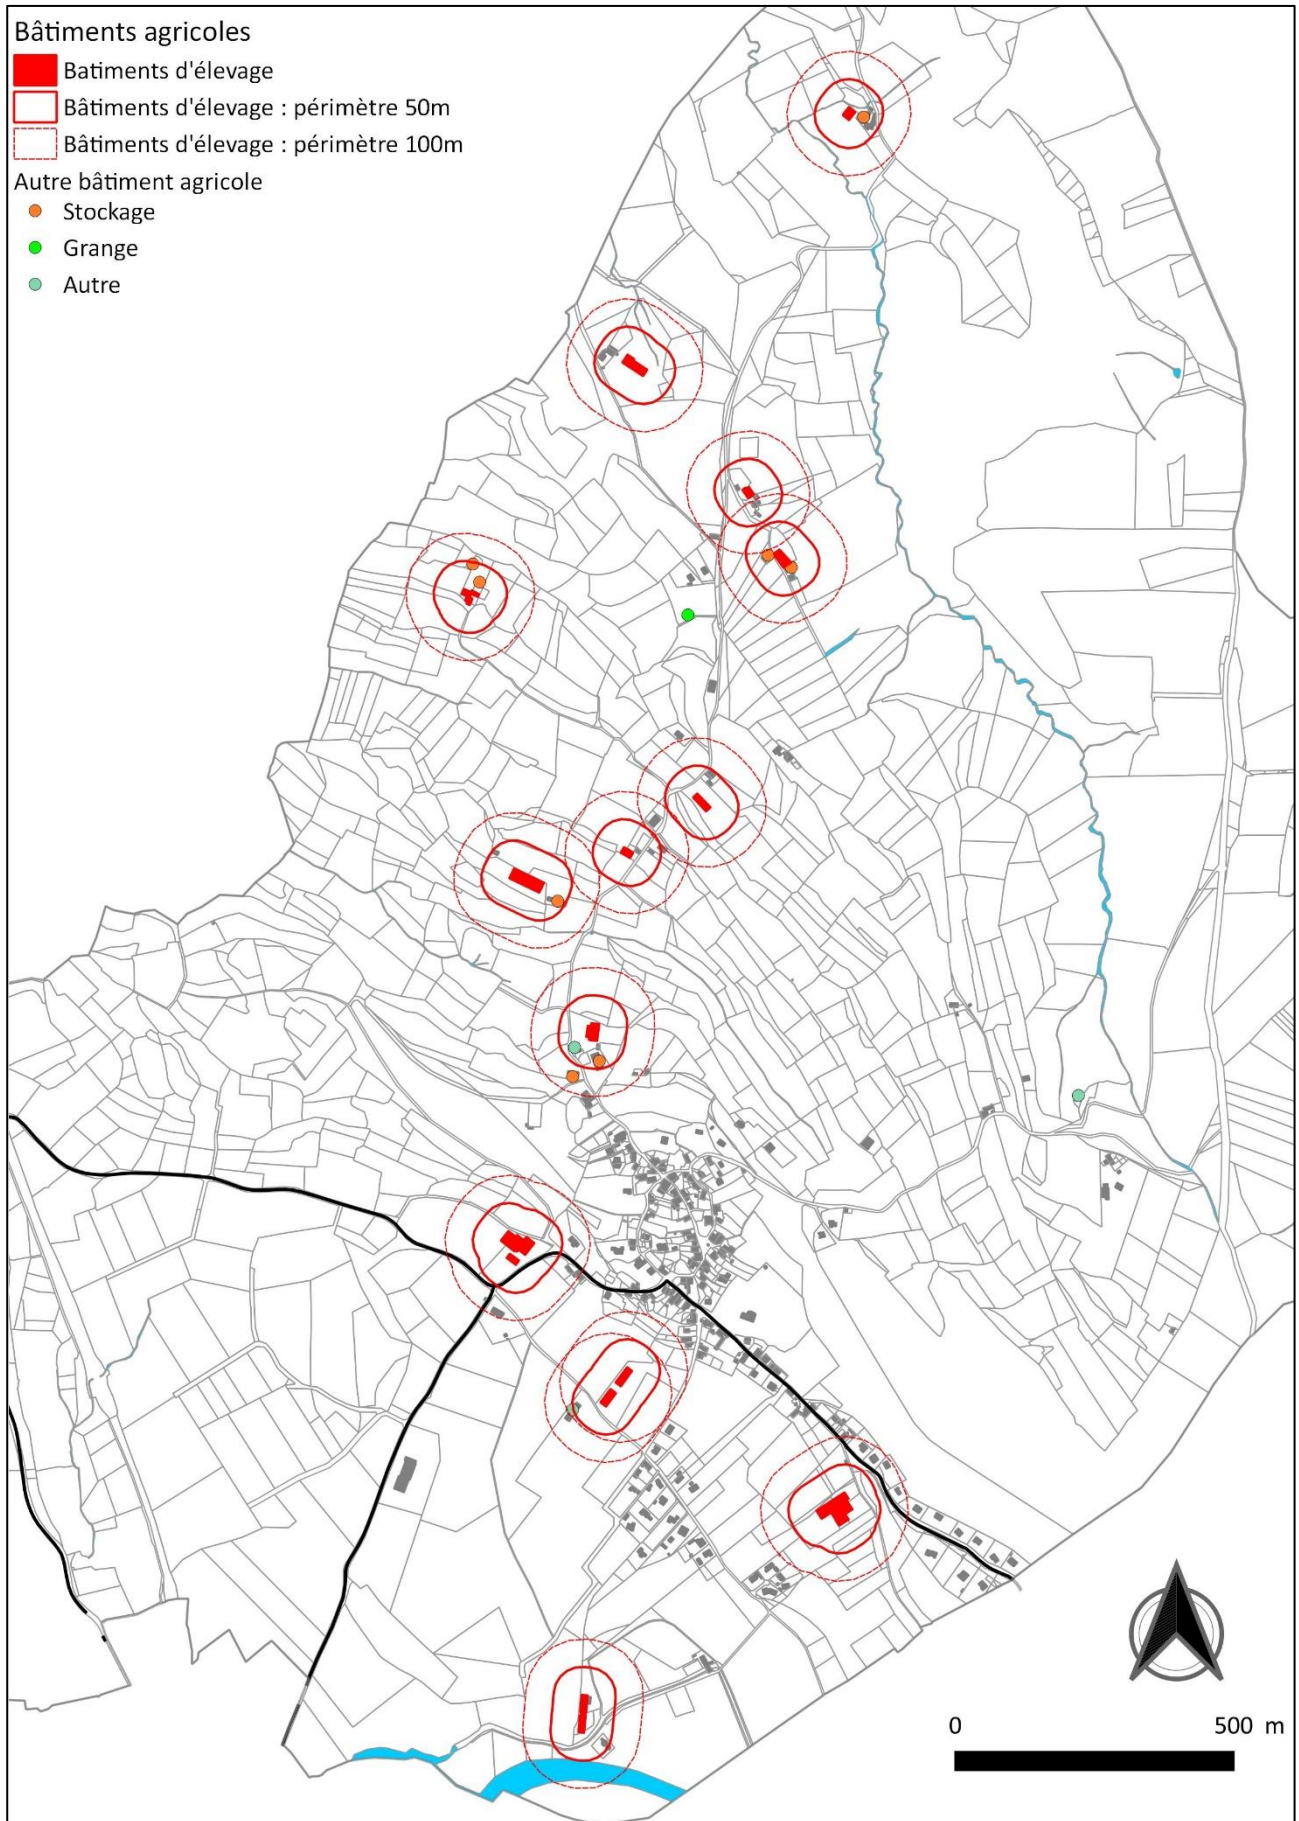 Bâtiments agricoles
Batiments d'élevage
Bâtiments d'élevage : périmètre 50m
Bâtiments d'élevage : périmètre 100m
Autre bâtiment agricole
Stockage
Grange
Autre
0 500 m